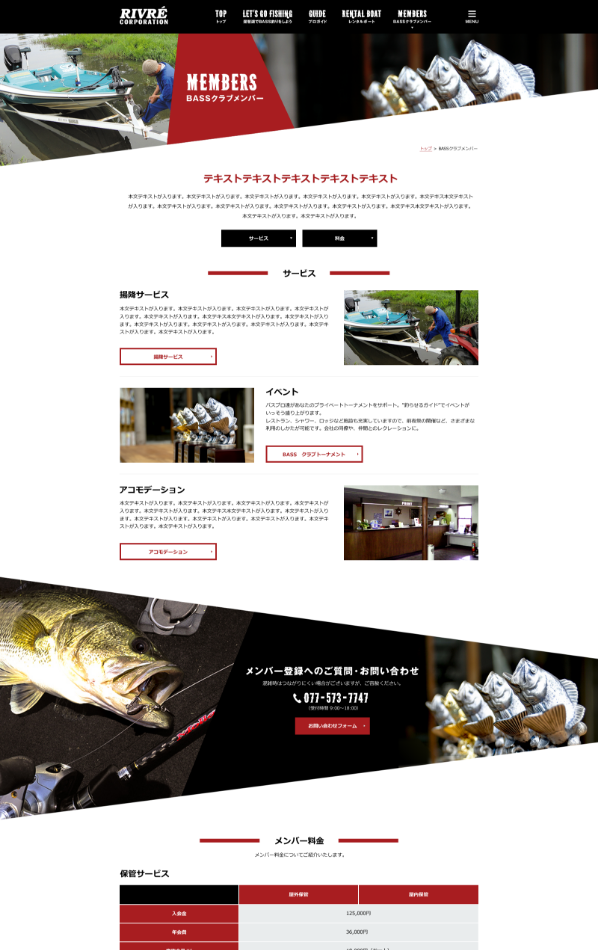 RIVRÉ
CORPORATION
TOP
トップ
LET'S GO FISHING
琵琶湖でBASS釣りをしよう
GUIDE
プロガイド
RENTAL BOAT
レンタルボート
MEMBERS
BASSクラブメンバー
MENU
MEMBERS
BASSクラブメンバー
トップ > BASSクラブメンバー
テキストテキストテキストテキストテキスト
本文テキストが入ります。本文テキストが入ります。本文テキストが入ります。本文テキストが入ります。本文テキストが入ります。本文テキス本文テキスト
が入ります。本文テキストが入ります。本文テキストが入ります。本文テキストが入ります。本文テキストが入ります。本文テキス本文テキストが入ります。
本文テキストが入ります。本文テキストが入ります。
サービス
料金
サービス
揚降サービス
本文テキストが入ります。本文テキストが入ります。本文テキストが入ります。本文テキストが
入ります。本文テキストが入ります。本文テキス本文テキストが入ります。本文テキストが入り
ます。本文テキストが入ります。本文テキストが入ります。本文テキストが入ります。本文テキ
ストが入ります。本文テキストが入ります。
揚降サービス
イベント
バスプロ達があなたのプライベートトーナメントをサポート。"釣りせるガイド"でイベントが
いっそう盛り上がります。
レストラン、シャワー、ロッジなど施設も充実していますので、前夜祭の開催など、さまざまな
利用のしかたが可能です。会社の同僚や、仲間とのレクレーションに。
BASS クラブトーナメント
アコモデーション
本文テキストが入ります。本文テキストが入ります。本文テキストが入ります。本文テキストが
入ります。本文テキストが入ります。本文テキス本文テキストが入ります。本文テキストが入り
ます。本文テキストが入ります。本文テキストが入ります。本文テキストが入ります。本文テキ
ストが入ります。本文テキストが入ります。
アコモデーション
メンバー登録へのご質問・お問い合わせ
混雑時はつながりにくい場合がございますが、ご容赦ください。
077-573-7747
お問い合わせフォーム
メンバー料金
メンバー料金についてご紹介いたします。
保管サービス
屋外保管
屋内保管
入会金
125,000円
年会費
36,000円